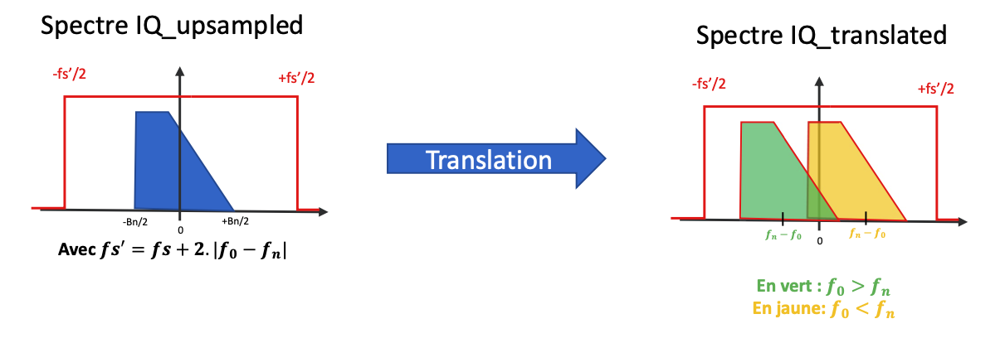 Spectre IQ_upsampled
-fs'/2
+fs'/2
-Bn/2
0
+Bn/2
Avec fs′ = fs + 2. |f₀ − fₙ|
Translation
Spectre IQ_translated
-fs'/2
+fs'/2
fₙ − f₀
0
fₙ − f₀
En vert : f₀ > fₙ
En jaune: f₀ < fₙ